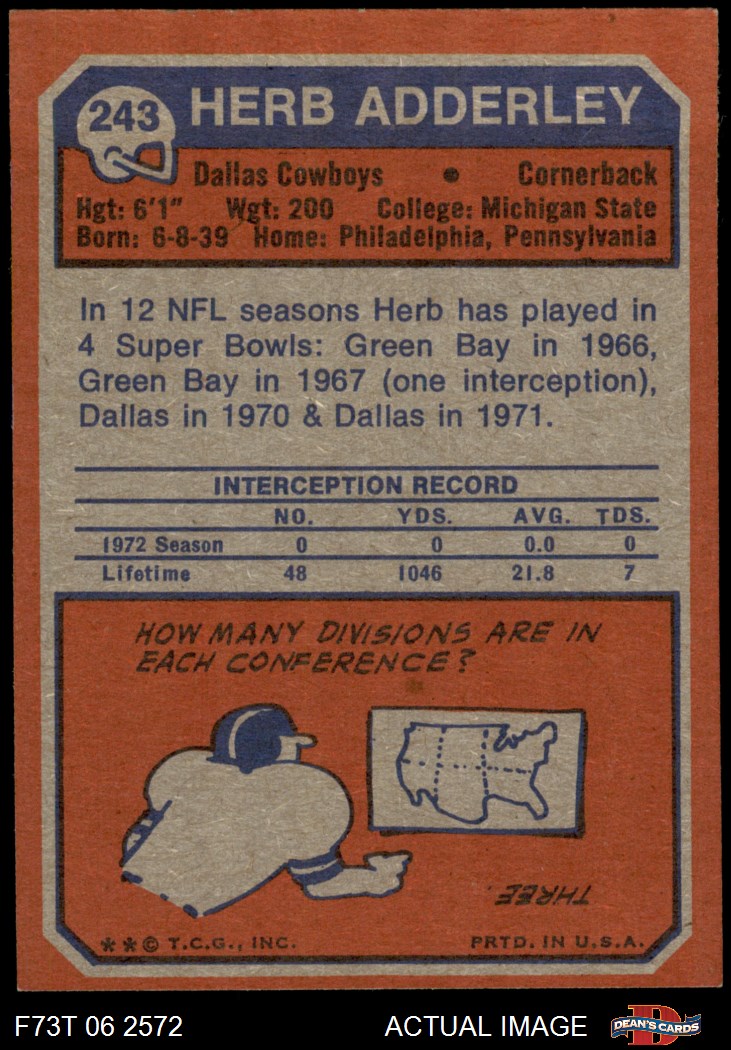 243 HERB ADDERLEY
Dallas Cowboys • Cornerback
Hgt: 6'1" Wgt: 200 College: Michigan State
Born: 6-8-39 Home: Philadelphia, Pennsylvania
In 12 NFL seasons Herb has played in
4 Super Bowls: Green Bay in 1966,
Green Bay in 1967 (one interception),
Dallas in 1970 & Dallas in 1971.
INTERCEPTION RECORD
NO. YDS. AVG. TDS.
1972 Season 0 0 0.0 0
Lifetime 48 1046 21.8 7
HOW MANY DIVISIONS ARE IN
EACH CONFERENCE?
THREE.
**© T.C.G., INC. PRTD. IN U.S.A.
F73T 06 2572 ACTUAL IMAGE D DEAN'S CARDS